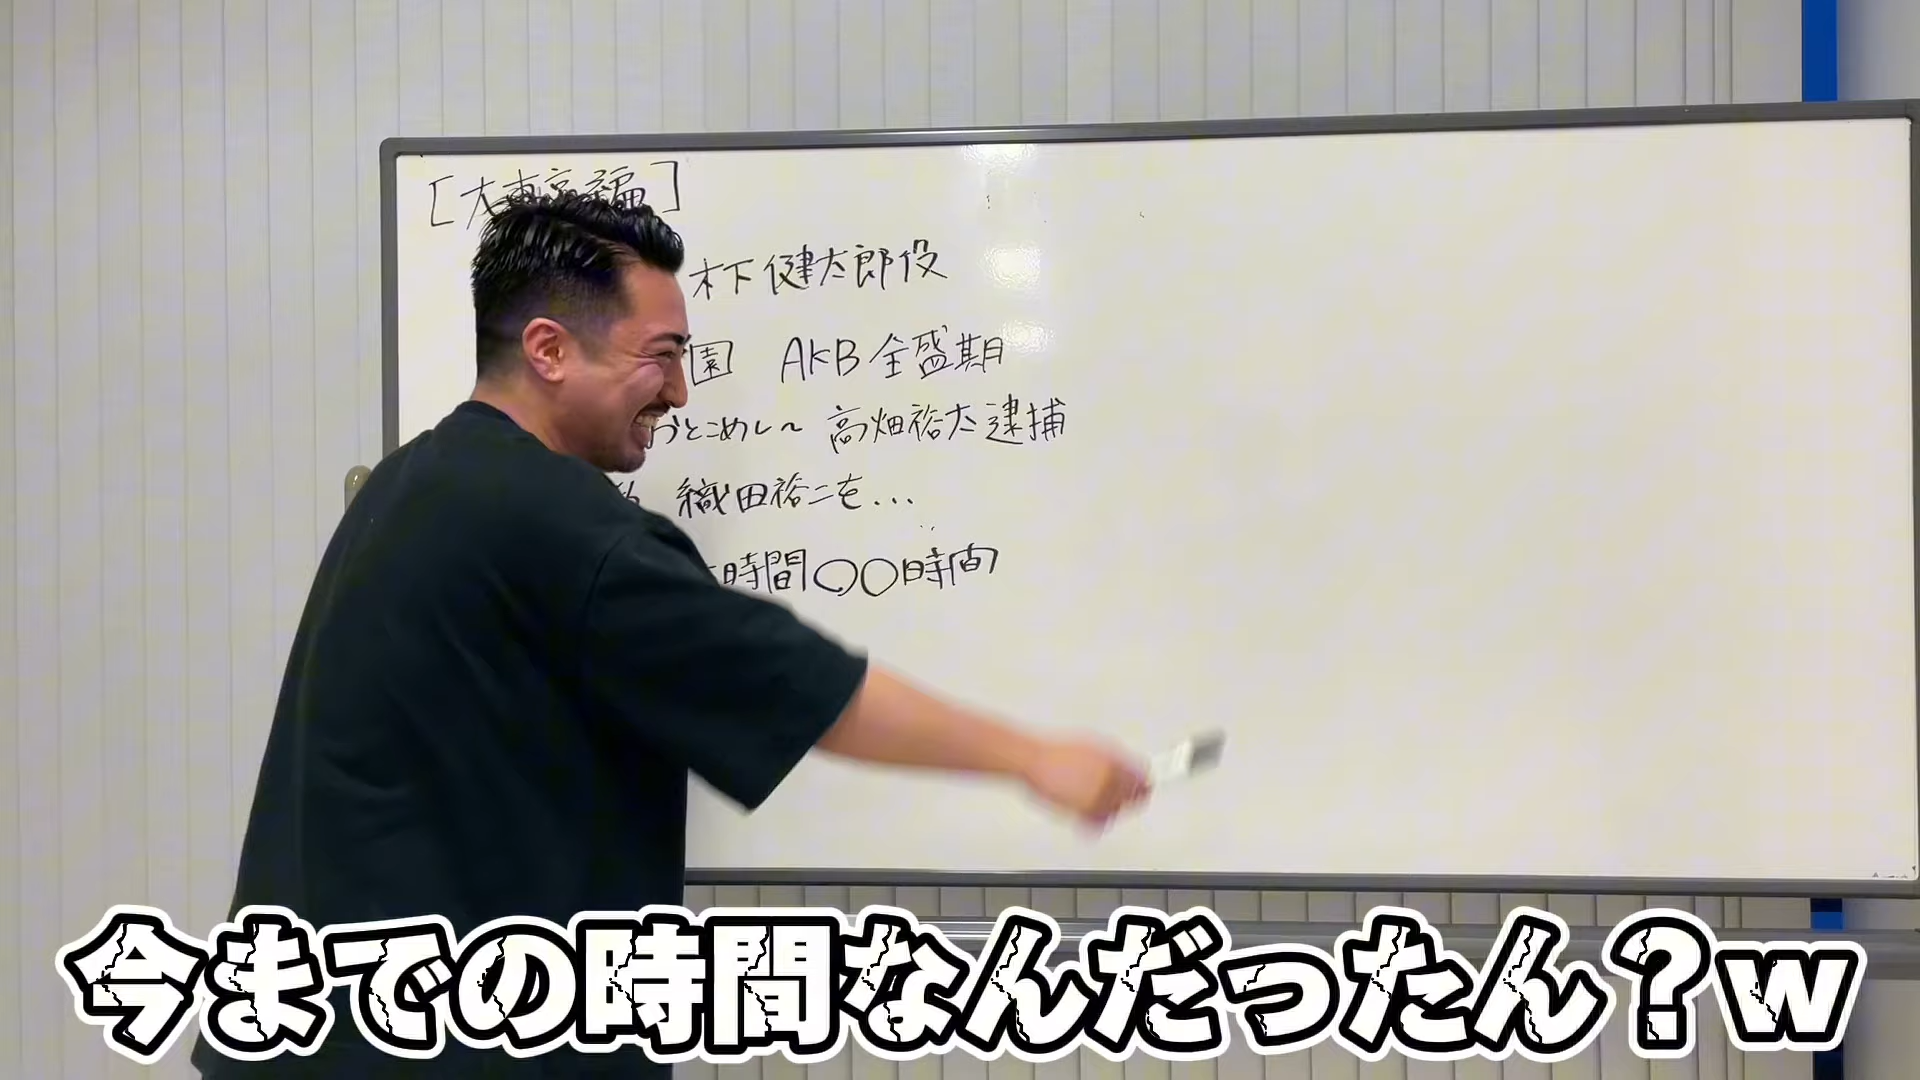 [大東京編]
木下健太郎役
園 AKB全盛期
おとこめし〜 高畑裕太逮捕
織田裕二を...
時間〇〇時間
今までの時間なんだったん?w